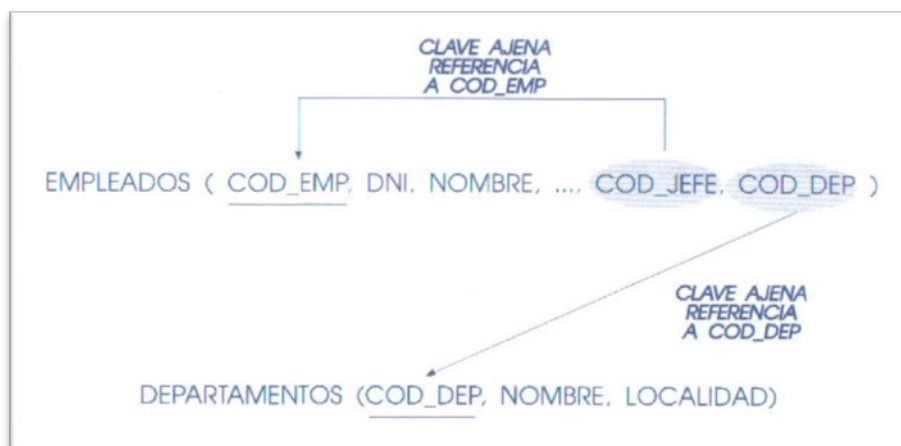 CLAVE AJENA
REFERENCIA
A COD_EMP
EMPLEADOS ( COD_EMP, DNI, NOMBRE, ..., COD_JEFE, COD_DEP )
CLAVE AJENA
REFERENCIA
A COD_DEP
DEPARTAMENTOS (COD_DEP, NOMBRE, LOCALIDAD)